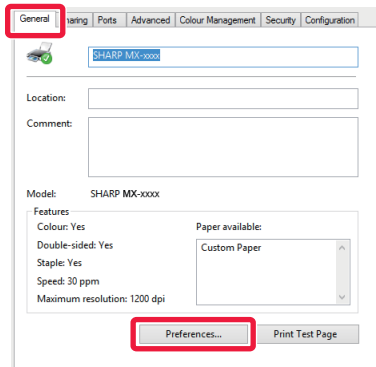 General Sharing Ports Advanced Colour Management Security Configuration
SHARP MX-xxxx
Location:
Comment:
Model: SHARP MX-xxxx
Features
Colour: Yes
Double-sided: Yes
Staple: Yes
Speed: 30 ppm
Maximum resolution: 1200 dpi
Paper available:
Custom Paper
Preferences... Print Test Page